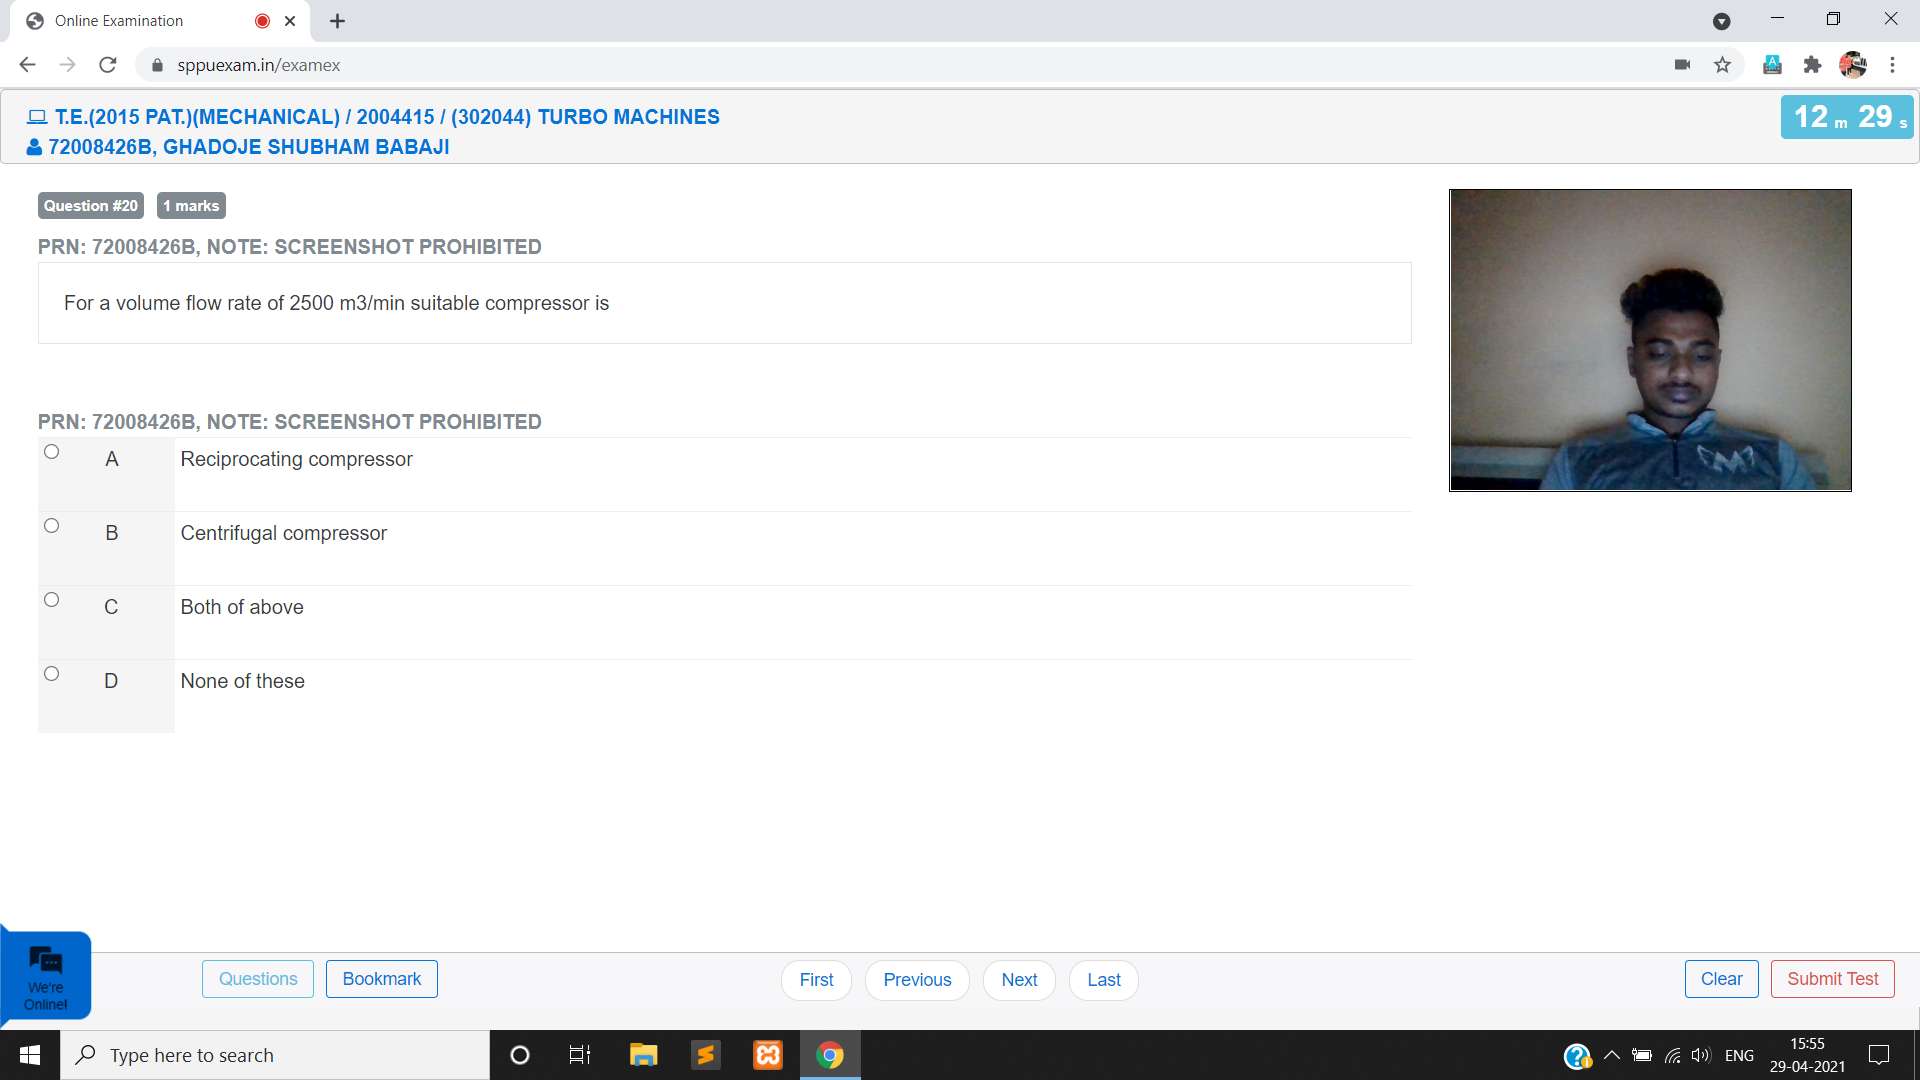 Online Examination
sppuexam.in/examex
T.E.(2015 PAT.)(MECHANICAL) / 2004415 / (302044) TURBO MACHINES
12 m 29 s
72008426B, GHADOJE SHUBHAM BABAJI
Question #20 1 marks
PRN: 72008426B, NOTE: SCREENSHOT PROHIBITED
For a volume flow rate of 2500 m3/min suitable compressor is
PRN: 72008426B, NOTE: SCREENSHOT PROHIBITED
A Reciprocating compressor
B Centrifugal compressor
C Both of above
D None of these
We're
Online!
Questions Bookmark First Previous Next Last Clear Submit Test
Type here to search
ENG
15:55
29-04-2021